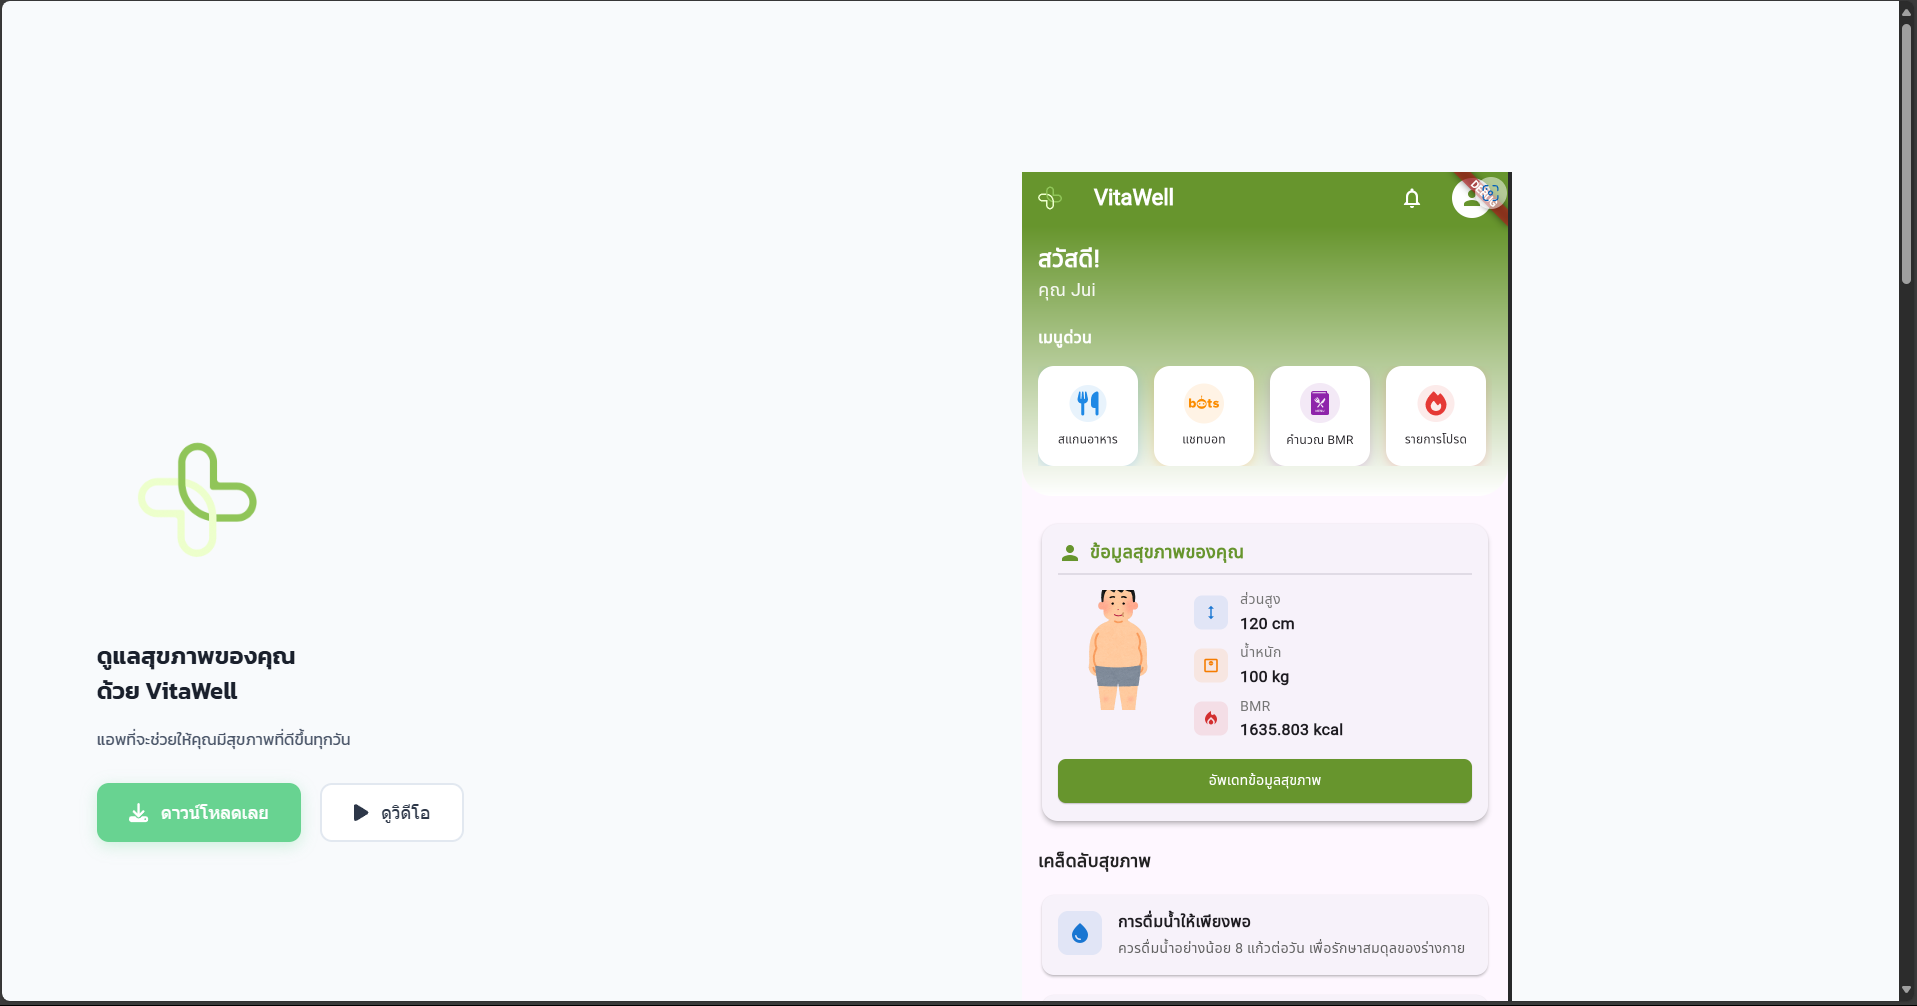 ดูแลสุขภาพของคุณ
ด้วย VitaWell
แอพที่จะช่วยให้คุณมีสุขภาพที่ดีขึ้นทุกวัน
ดาวน์โหลดเลย
ดูวิดีโอ
VitaWell
สวัสดี!
คุณ Jui
เมนูด่วน
สแกนอาหาร
bots
แชทบอท
คำนวณ BMR
รายการโปรด
ข้อมูลสุขภาพของคุณ
ส่วนสูง
120 cm
น้ำหนัก
100 kg
BMR
1635.803 kcal
อัพเดทข้อมูลสุขภาพ
เคล็ดลับสุขภาพ
การดื่มน้ำให้เพียงพอ
ควรดื่มน้ำอย่างน้อย 8 แก้วต่อวัน เพื่อรักษาสมดุลของร่างกาย